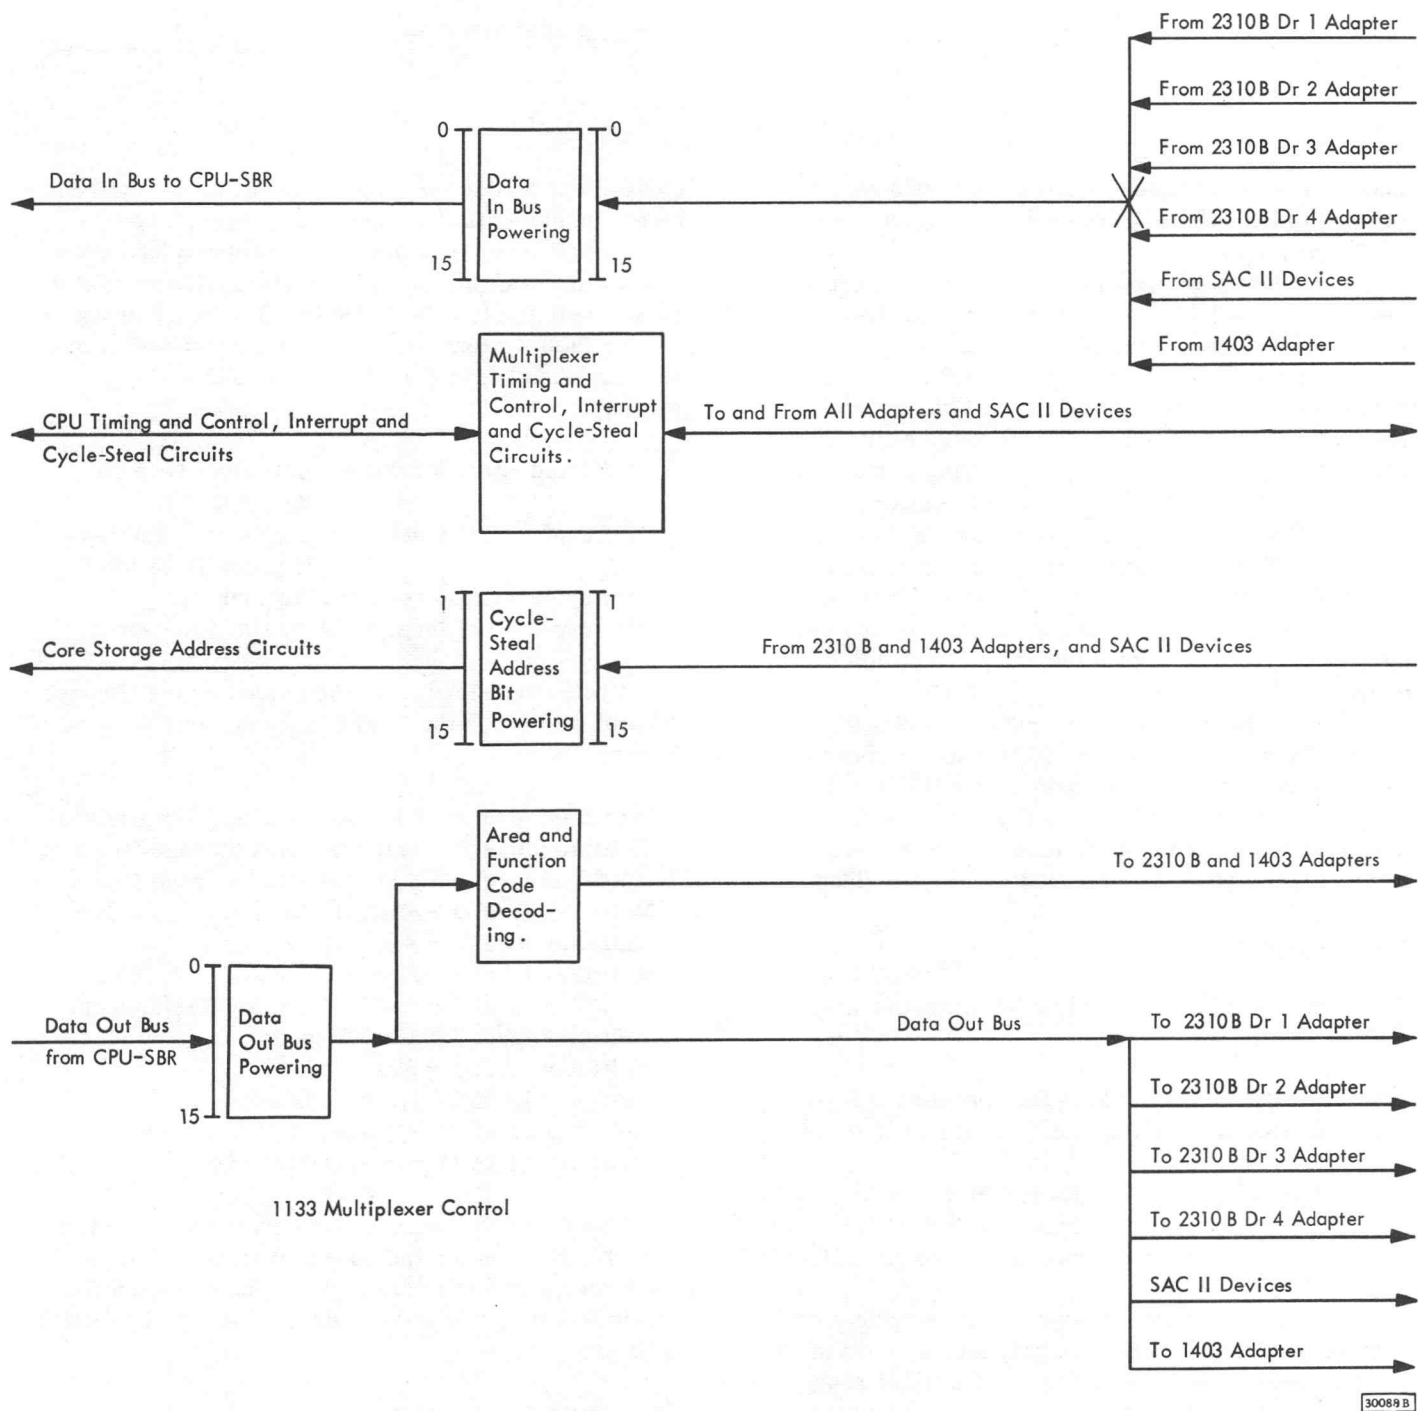 From 2310B Dr 1 Adapter
From 2310B Dr 2 Adapter
From 2310B Dr 3 Adapter
From 2310B Dr 4 Adapter
From SAC II Devices
From 1403 Adapter
0
0
Data
In Bus
Powering
15
15
Data In Bus to CPU-SBR
Multiplexer
Timing and
Control, Interrupt
and Cycle-Steal
Circuits.
CPU Timing and Control, Interrupt and
Cycle-Steal Circuits
To and From All Adapters and SAC II Devices
1
1
Cycle-
Steal
Address
Bit
Powering
15
15
Core Storage Address Circuits
From 2310 B and 1403 Adapters, and SAC II Devices
Area and
Function
Code
Decod-
ing.
To 2310 B and 1403 Adapters
0
Data Out Bus
from CPU-SBR
Data
Out Bus
Powering
15
Data Out Bus
To 2310B Dr 1 Adapter
To 2310B Dr 2 Adapter
To 2310B Dr 3 Adapter
To 2310B Dr 4 Adapter
SAC II Devices
To 1403 Adapter
1133 Multiplexer Control
30088 B